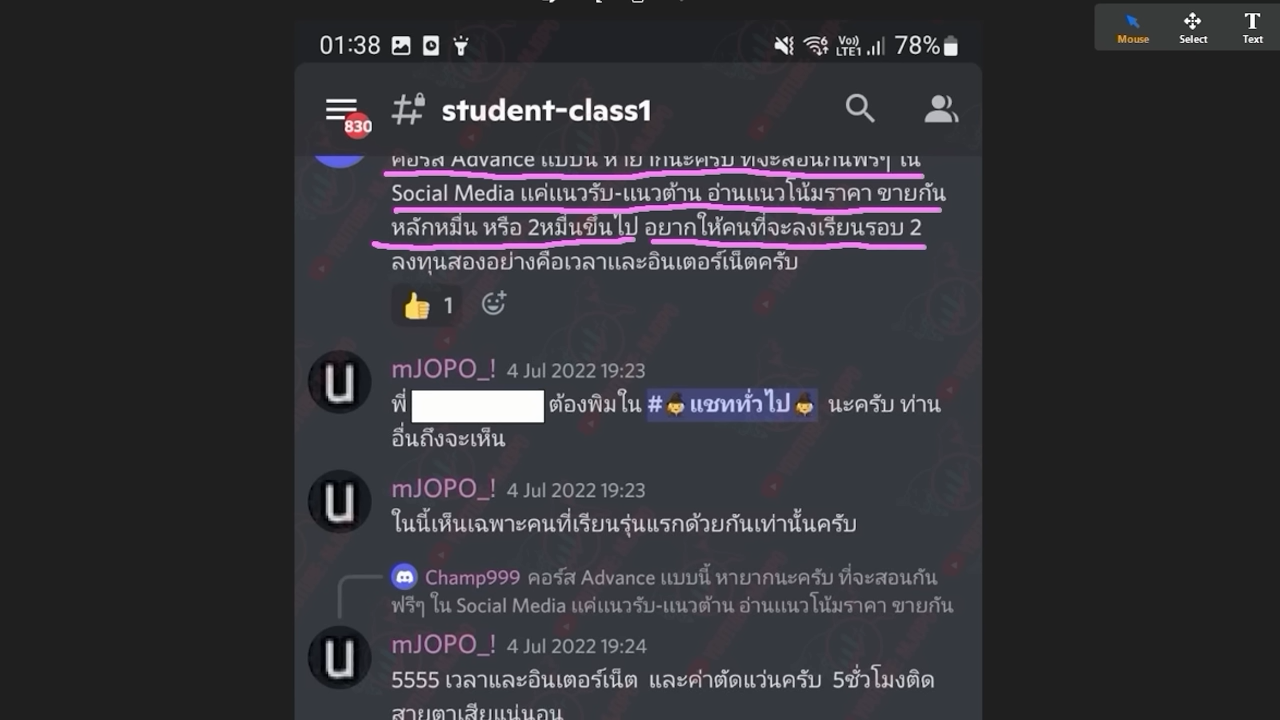 01:38 78%
Mouse Select Text
830
student-class1
คอร์ส Advance แบบนี้ หายากนะครับ ที่จะสอนกันฟรีๆ ใน
Social Media แค่แนวรับ-แนวต้าน อ่านแนวโน้มราคา ขายกัน
หลักหมื่น หรือ 2หมื่นขึ้นไป อยากให้คนที่จะลงเรียนรอบ 2
ลงทุนสองอย่างคือเวลาและอินเตอร์เน็ตครับ
1
mJOPO_! 4 Jul 2022 19:23
พี่ ต้องพิมใน # แชททั่วไป นะครับ ท่าน
อื่นถึงจะเห็น
mJOPO_! 4 Jul 2022 19:23
ในนี้เห็นเฉพาะคนที่เรียนรุ่นแรกด้วยกันเท่านั้นครับ
Champ999 คอร์ส Advance แบบนี้ หายากนะครับ ที่จะสอนกัน
ฟรีๆ ใน Social Media แค่แนวรับ-แนวต้าน อ่านแนวโน้มราคา ขายกัน
mJOPO_! 4 Jul 2022 19:24
5555 เวลาและอินเตอร์เน็ต และค่าตัดแว่นครับ 5ชั่วโมงติด
สายตาเสียแน่นอน